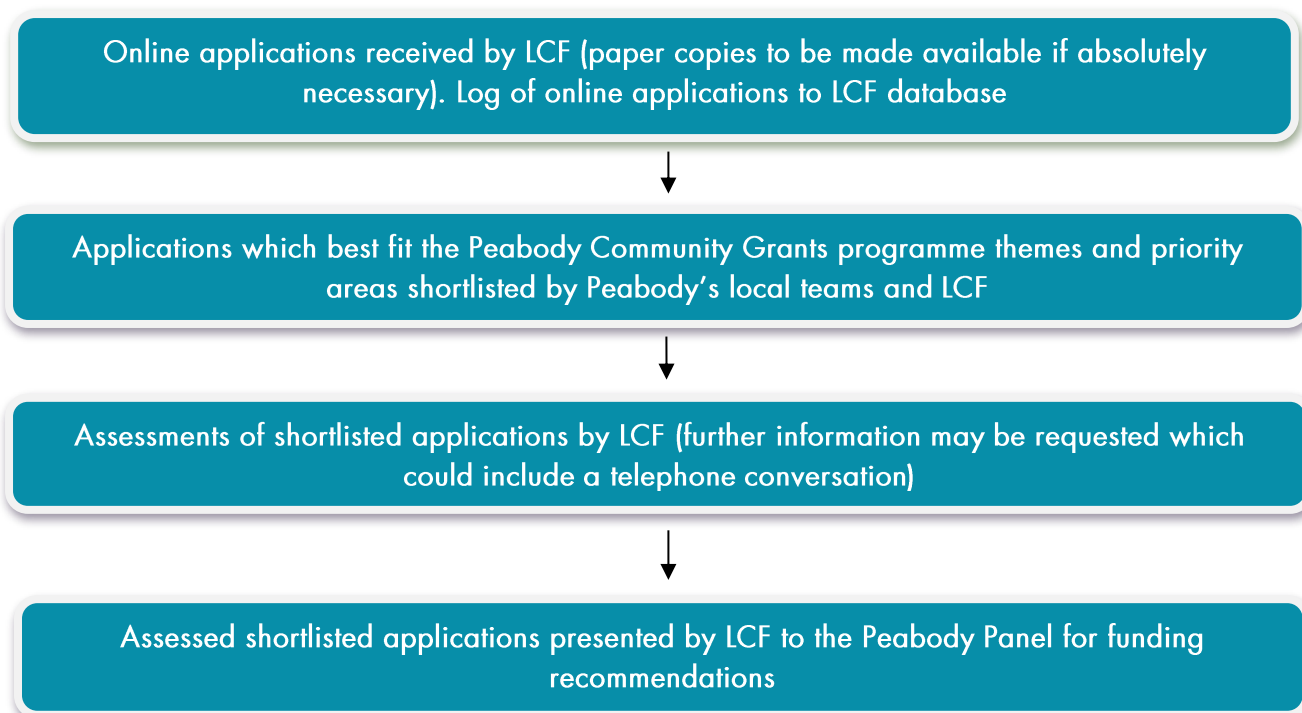 Online applications received by LCF (paper copies to be made available if absolutely
necessary). Log of online applications to LCF database
Applications which best fit the Peabody Community Grants programme themes and priority
areas shortlisted by Peabody’s local teams and LCF
Assessments of shortlisted applications by LCF (further information may be requested which
could include a telephone conversation)
Assessed shortlisted applications presented by LCF to the Peabody Panel for funding
recommendations